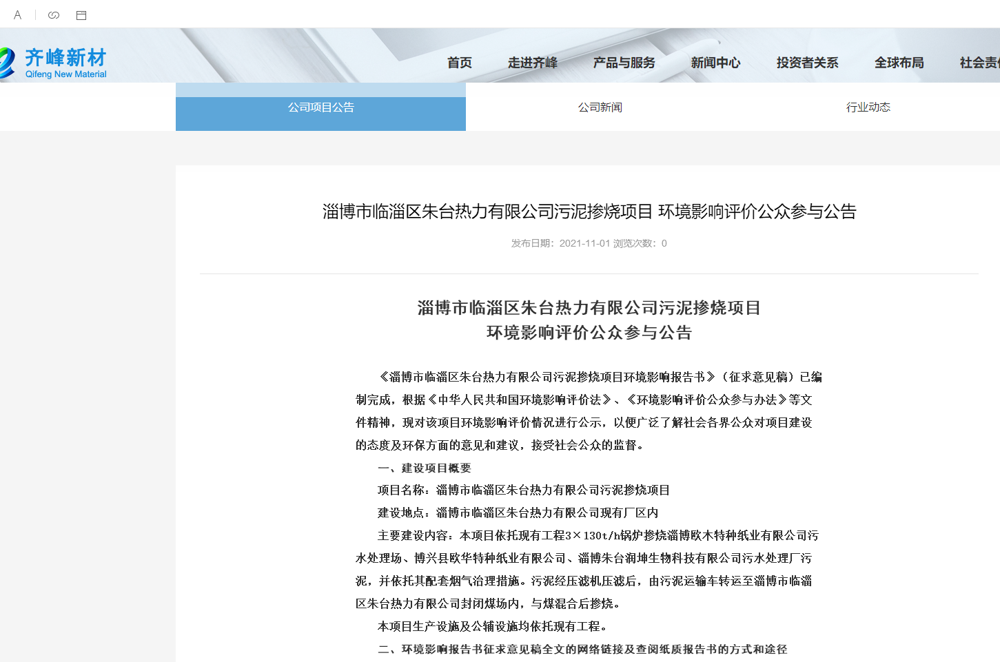 A
齐峰新材
Qifeng New Material
首页 走进齐峰 产品与服务 新闻中心 投资者关系 全球布局 社会责
公司项目公告 公司新闻 行业动态
淄博市临淄区朱台热力有限公司污泥掺烧项目 环境影响评价公众参与公告
发布日期：2021-11-01 浏览次数：0
淄博市临淄区朱台热力有限公司污泥掺烧项目
环境影响评价公众参与公告
《淄博市临淄区朱台热力有限公司污泥掺烧项目环境影响报告书》（征求意见稿）已编
制完成，根据《中华人民共和国环境影响评价法》、《环境影响评价公众参与办法》等文
件精神，现对该项目环境影响评价情况进行公示，以便广泛了解社会各界公众对项目建设
的态度及环保方面的意见和建议，接受社会公众的监督。
一、建设项目概要
项目名称：淄博市临淄区朱台热力有限公司污泥掺烧项目
建设地点：淄博市临淄区朱台热力有限公司现有厂区内
主要建设内容：本项目依托现有工程3×130t/h锅炉掺烧淄博欧木特种纸业有限公司污
水处理场、博兴县欧华特种纸业有限公司、淄博朱台润坤生物科技有限公司污水处理厂污
泥，并依托其配套烟气治理措施。污泥经压滤机压滤后，由污泥运输车转运至淄博市临淄
区朱台热力有限公司封闭煤场内，与煤混合后掺烧。
本项目生产设施及公辅设施均依托现有工程。
二、环境影响报告书征求意见稿全文的网络链接及查阅纸质报告书的方式和途径